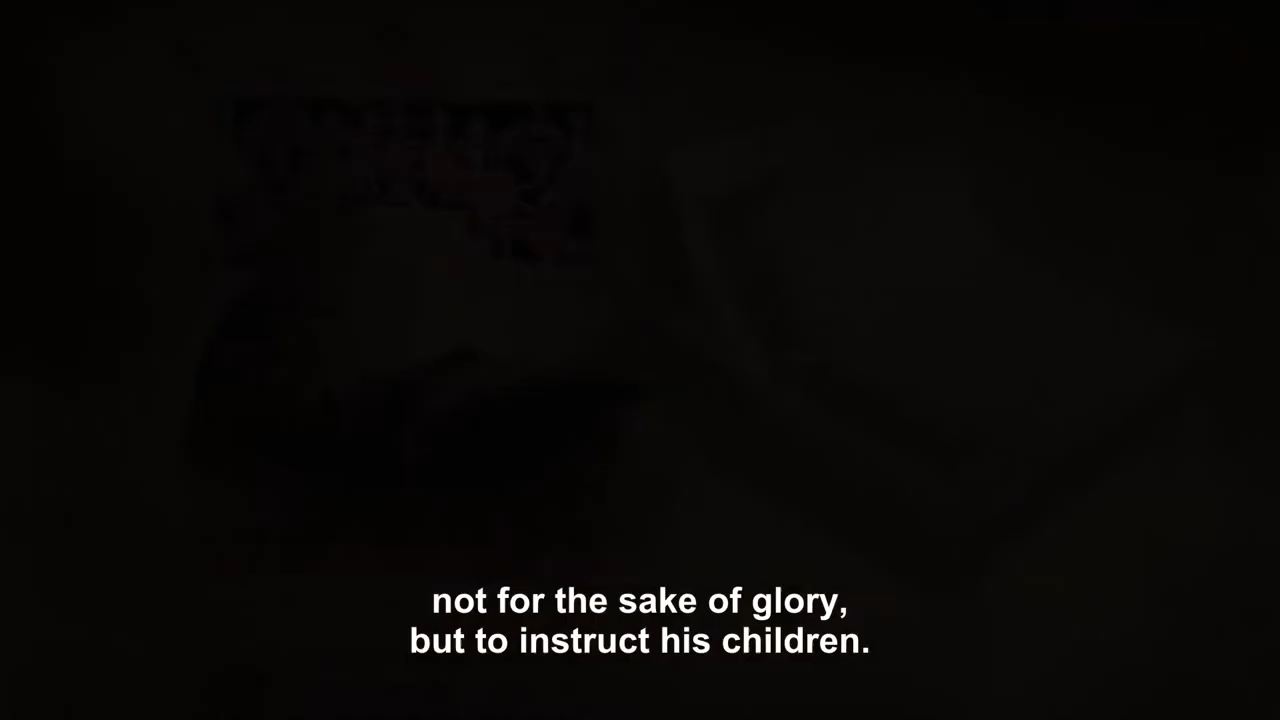 not for the sake of glory,
but to instruct his children.